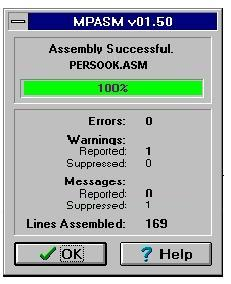 MPASM v01.50
Assembly Successful.
PERSOOK.ASM
100%
Errors: 0
Warnings:
Reported: 1
Suppressed: 0
Messages:
Reported: 0
Suppressed: 1
Lines Assembled: 169
OK
? Help